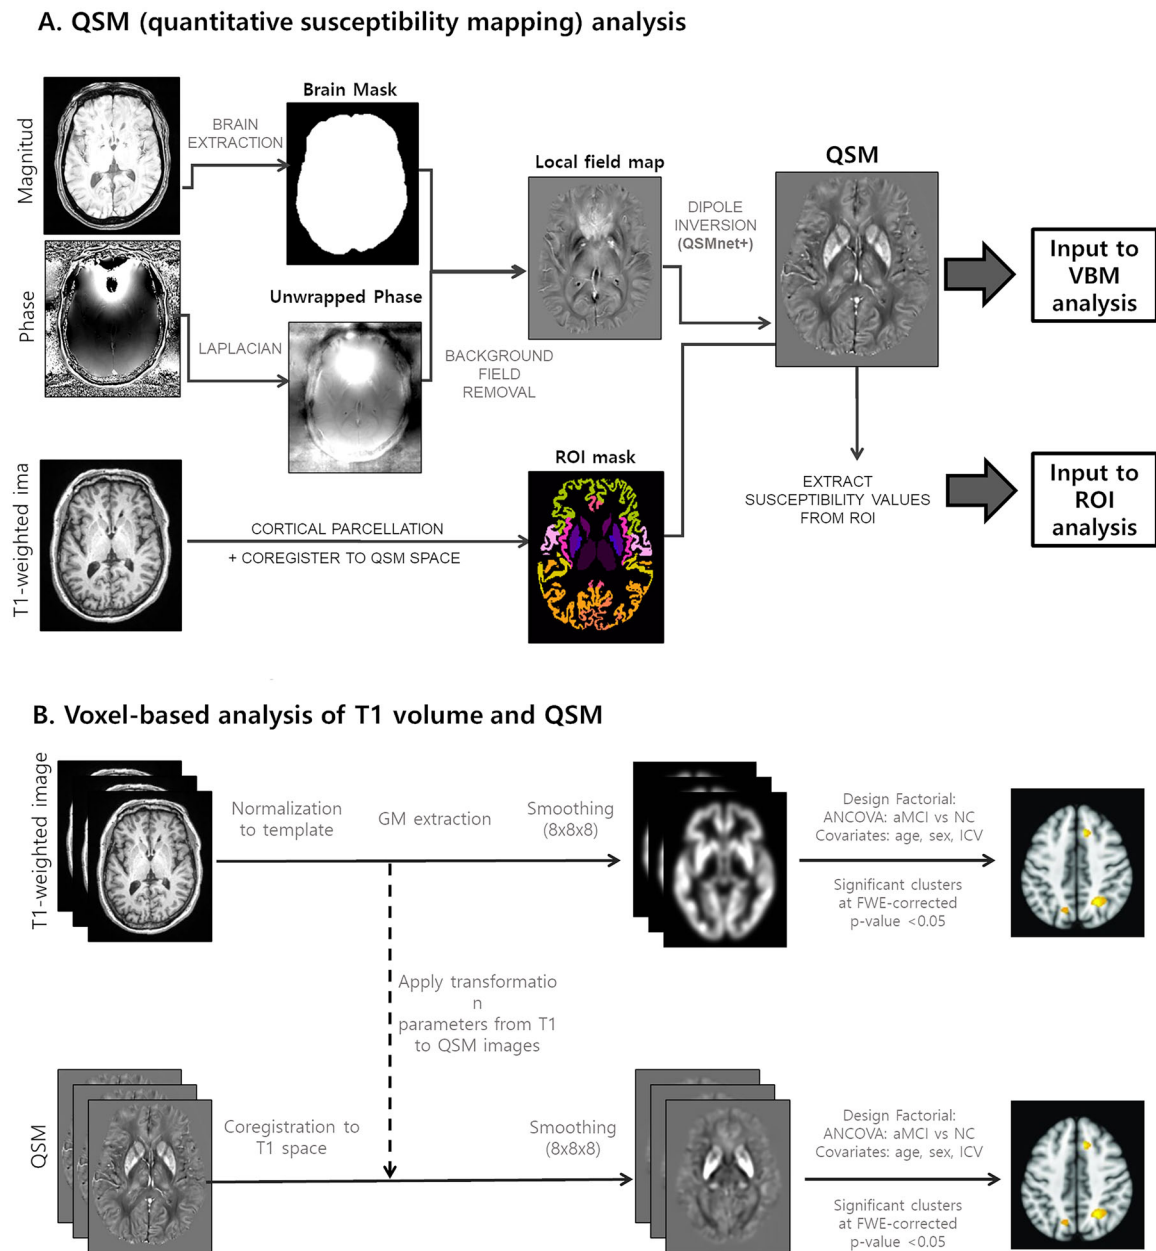 A. QSM (quantitative susceptibility mapping) analysis
Magnitud
BRAIN
EXTRACTION
Brain Mask
Phase
LAPLACIAN
Unwrapped Phase
BACKGROUND
FIELD
REMOVAL
Local field map
DIPOLE
INVERSION
(QSMnet+)
QSM
Input to
VBM
analysis
T1-weighted ima
CORTICAL PARCELLATION
+ COREGISTER TO QSM SPACE
ROI mask
EXTRACT
SUSCEPTIBILITY VALUES
FROM ROI
Input to
ROI
analysis
B. Voxel-based analysis of T1 volume and QSM
T1-weighted image
Normalization
to template
GM extraction
Smoothing
(8x8x8)
Design Factorial:
ANCOVA: aMCI vs NC
Covariates: age, sex, ICV
Significant clusters
at FWE-corrected
p-value <0.05
Apply transformatio
n
parameters from T1
to QSM images
QSM
Coregistration to
T1 space
Smoothing
(8x8x8)
Design Factorial:
ANCOVA: aMCI vs NC
Covariates: age, sex, ICV
Significant clusters
at FWE-corrected
p-value <0.05